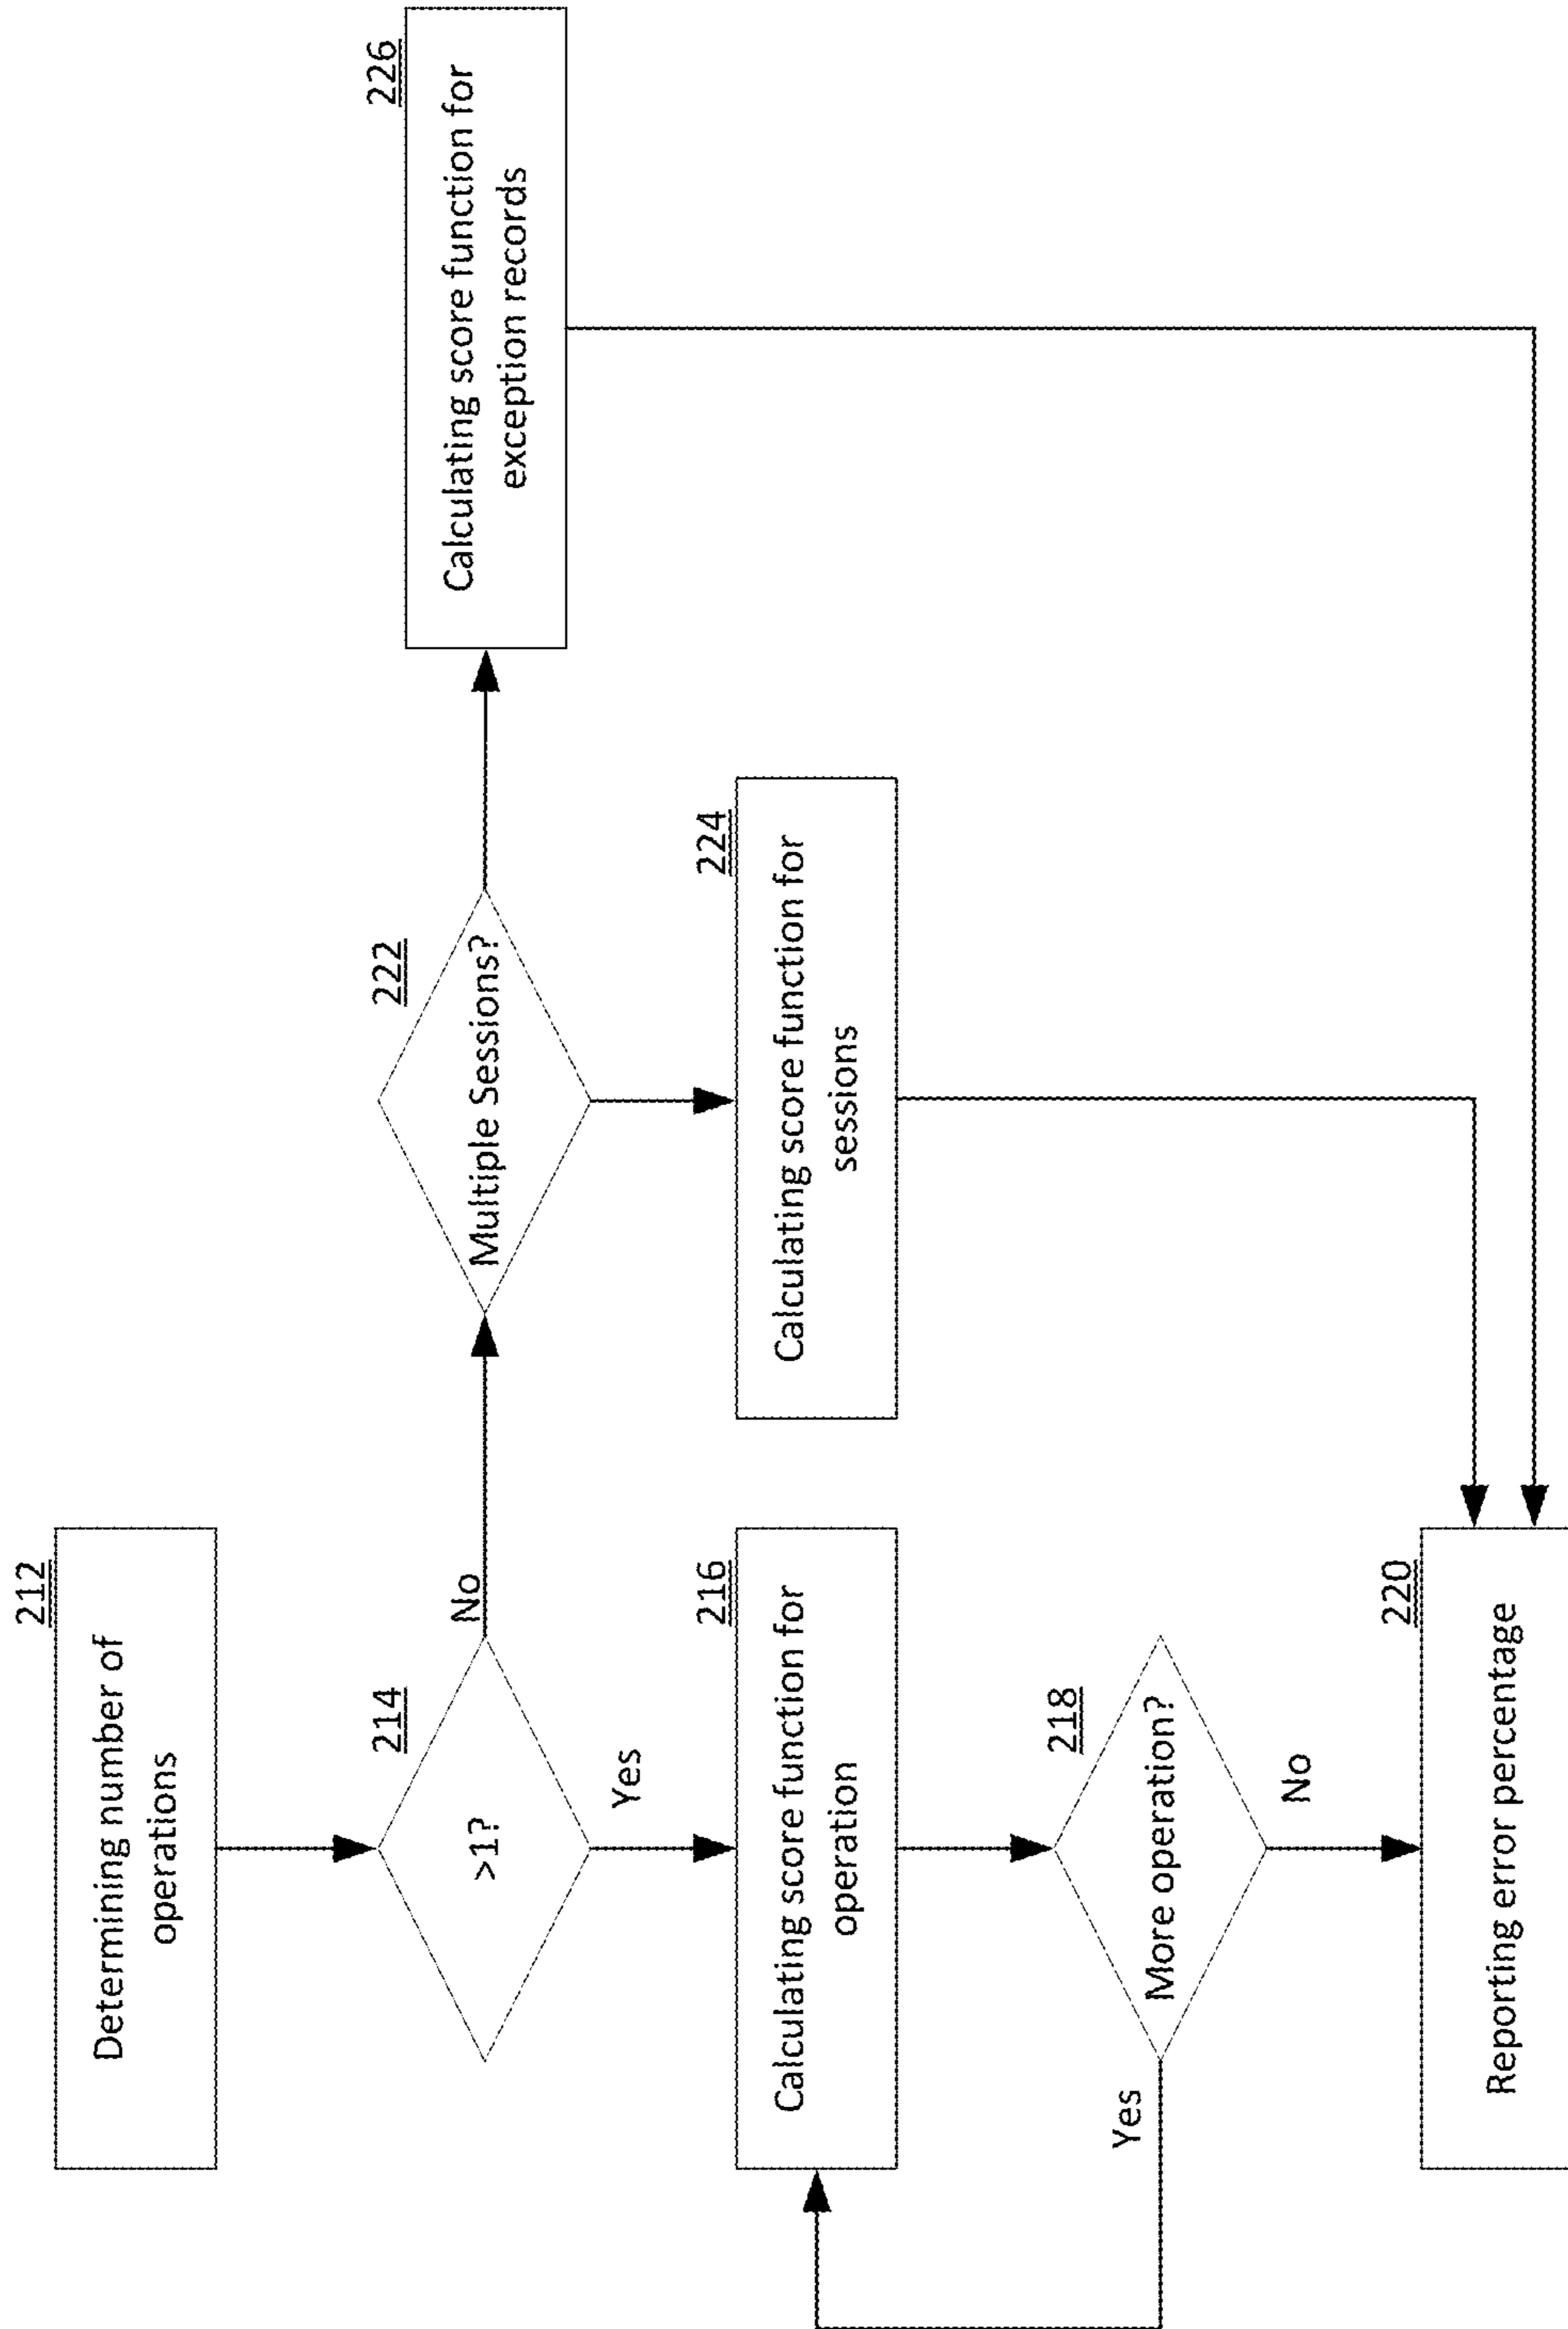 212
Determining number of
operations
214
>1?
No
Yes
222
Multiple Sessions?
226
Calculating score function for
exception records
216
Calculating score function for
operation
224
Calculating score function for
sessions
218
More operation?
Yes
No
220
Reporting error percentage